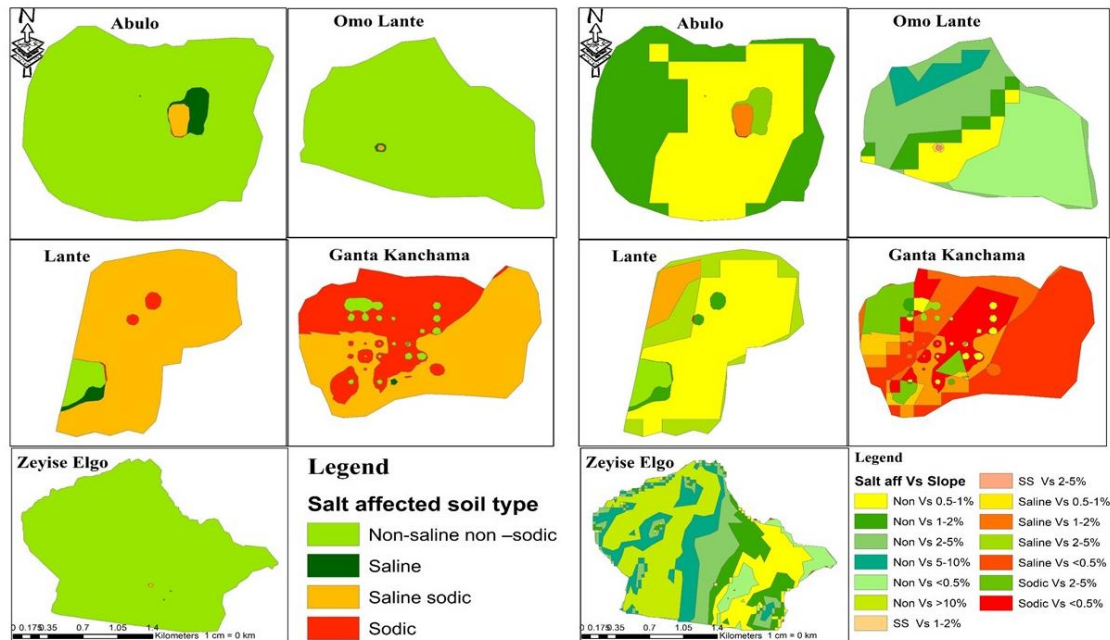 N
Abulo
Omo Lante
Lante
Ganta Kanchama
Zeyise Elgo
0 0.175 0.35 0.7 1.05 1.4
Kilometers 1 cm = 0 km
Legend
Salt affected soil type
Non-saline non –sodic
Saline
Saline sodic
Sodic
N
Abulo
Omo Lante
Lante
Ganta Kanchama
Zeyise Elgo
0 0.175 0.35 0.7 1.05 1.4
Kilometers 1 cm = 0 km
Legend
Salt aff Vs Slope
Non Vs 0.5-1%
Non Vs 1-2%
Non Vs 2-5%
Non Vs 5-10%
Non Vs <0.5%
Non Vs >10%
SS Vs 1-2%
SS Vs 2-5%
Saline Vs 0.5-1%
Saline Vs 1-2%
Saline Vs 2-5%
Saline Vs <0.5%
Sodic Vs 2-5%
Sodic Vs <0.5%